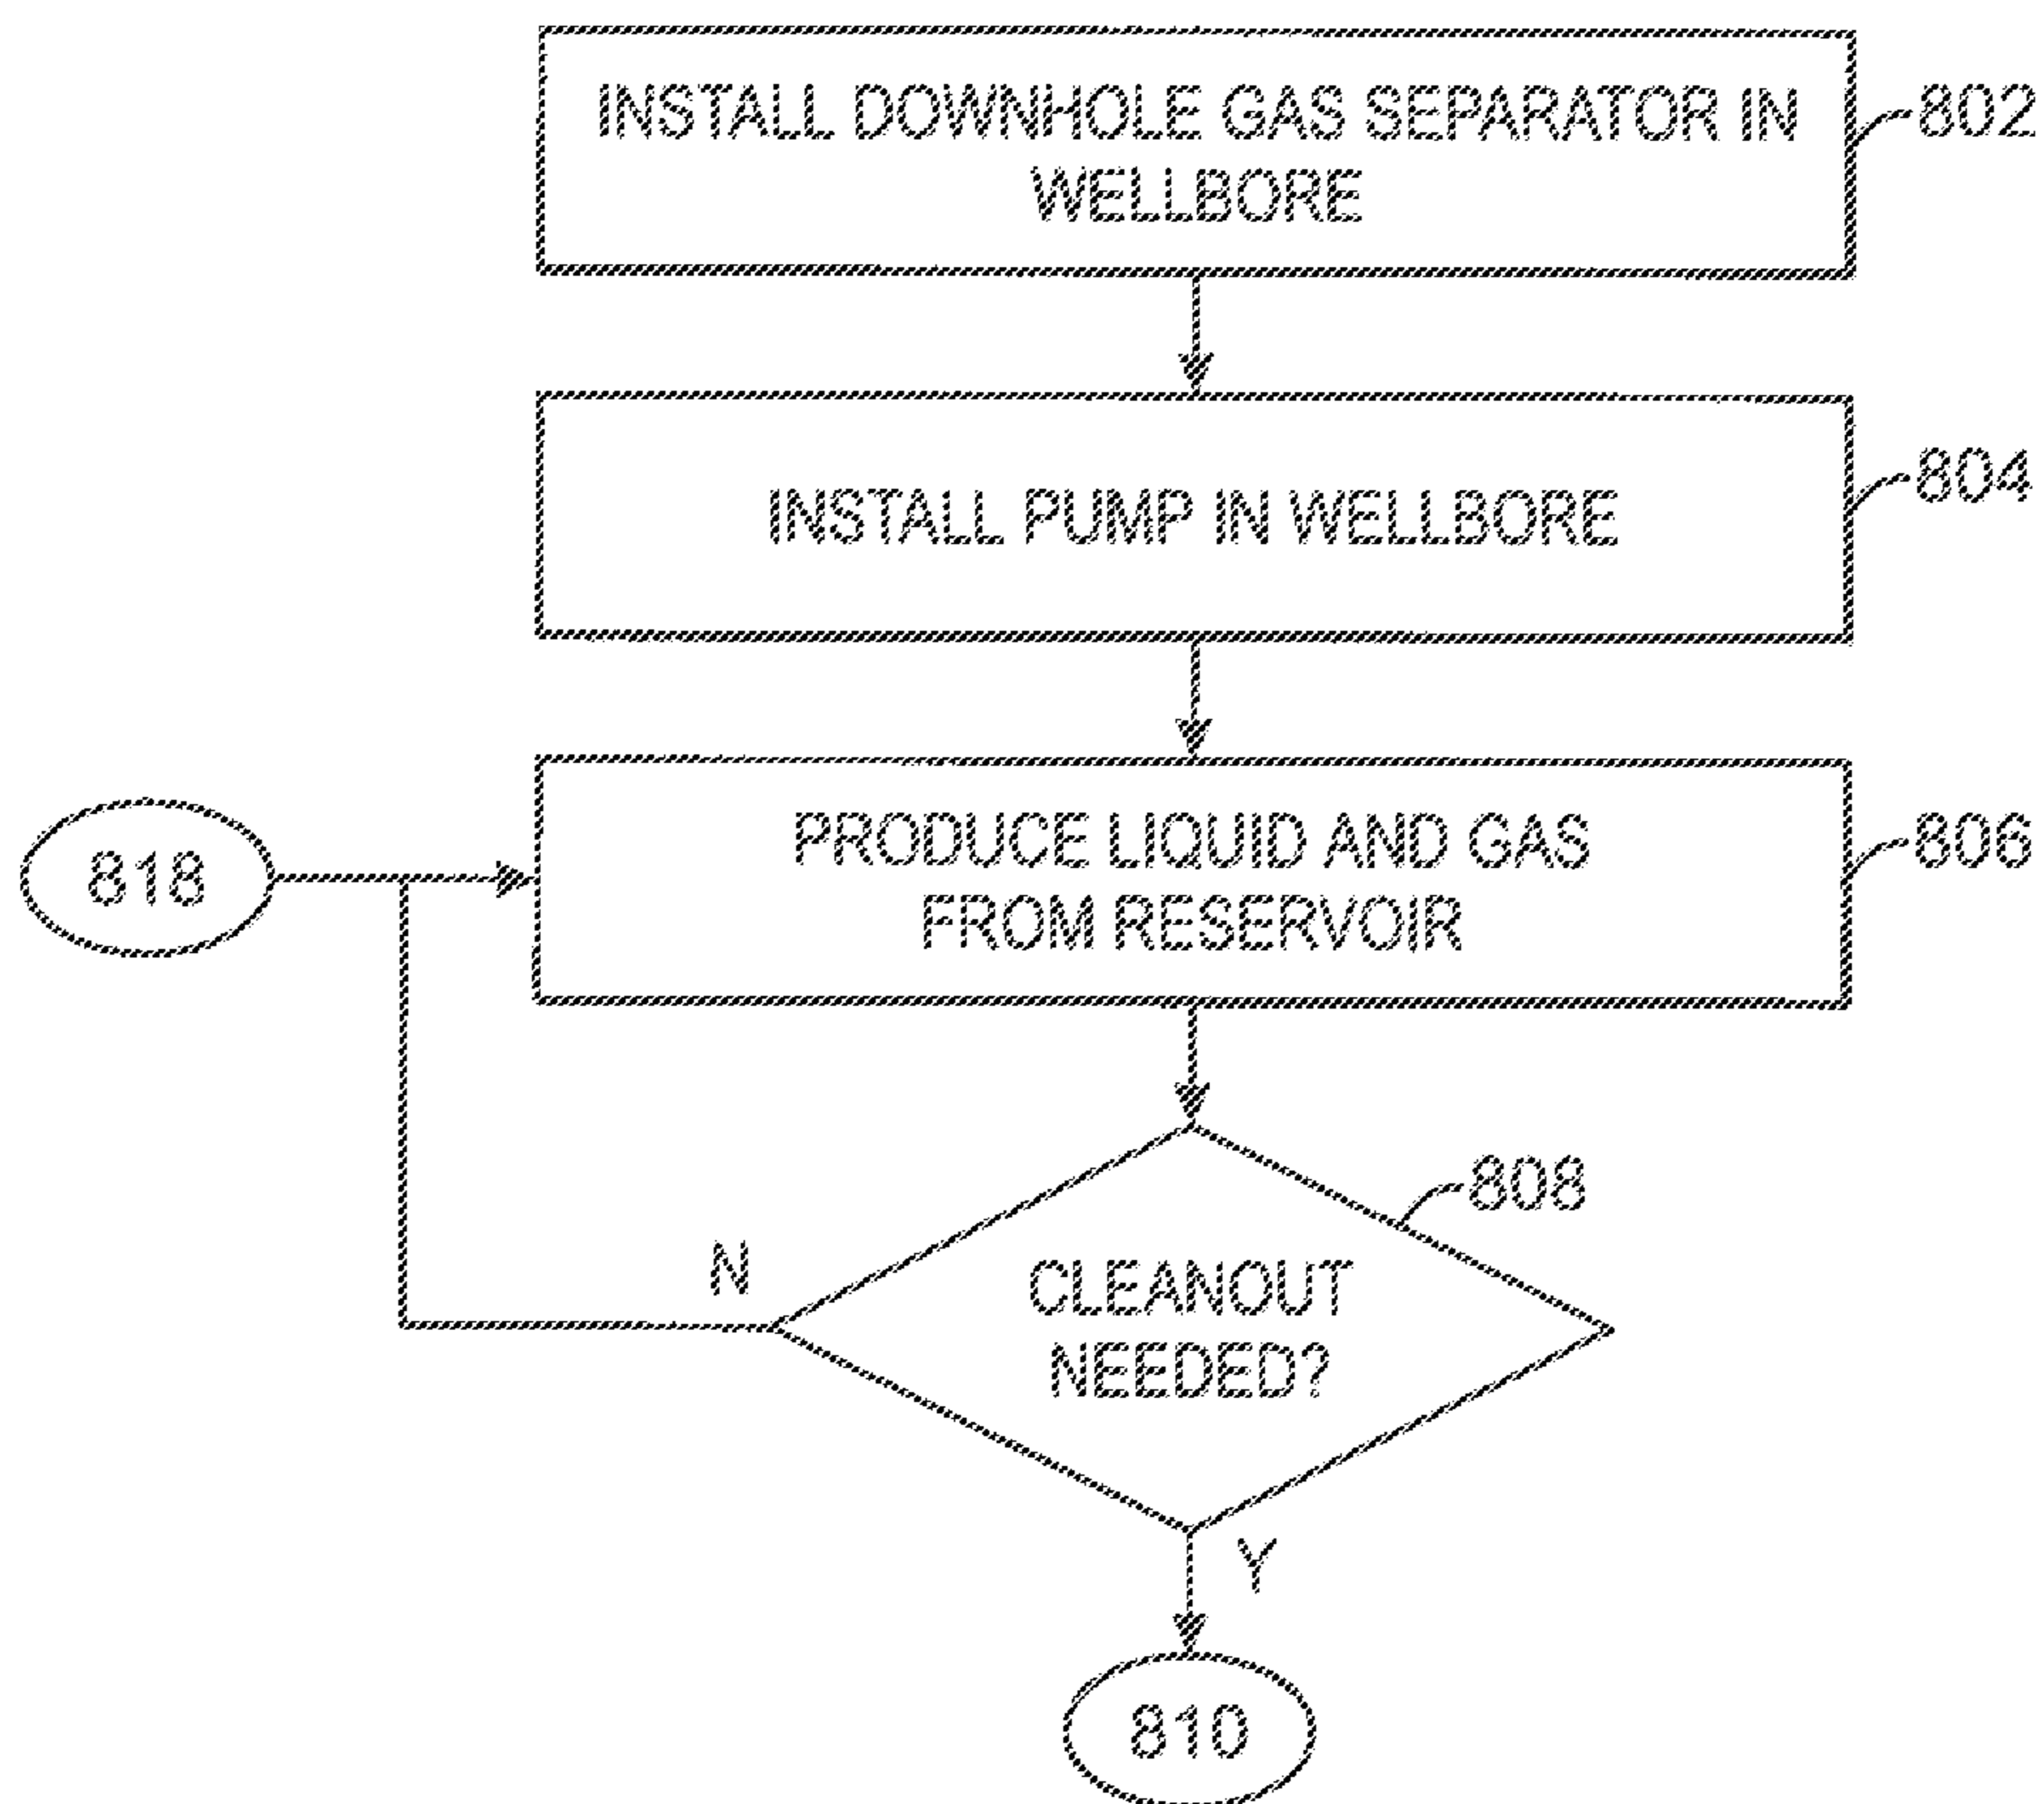 INSTALL DOWNHOLE GAS SEPARATOR IN
WELLBORE
802
INSTALL PUMP IN WELLBORE
804
PRODUCE LIQUID AND GAS
FROM RESERVOIR
806
818
808
N
CLEANOUT
NEEDED?
Y
810